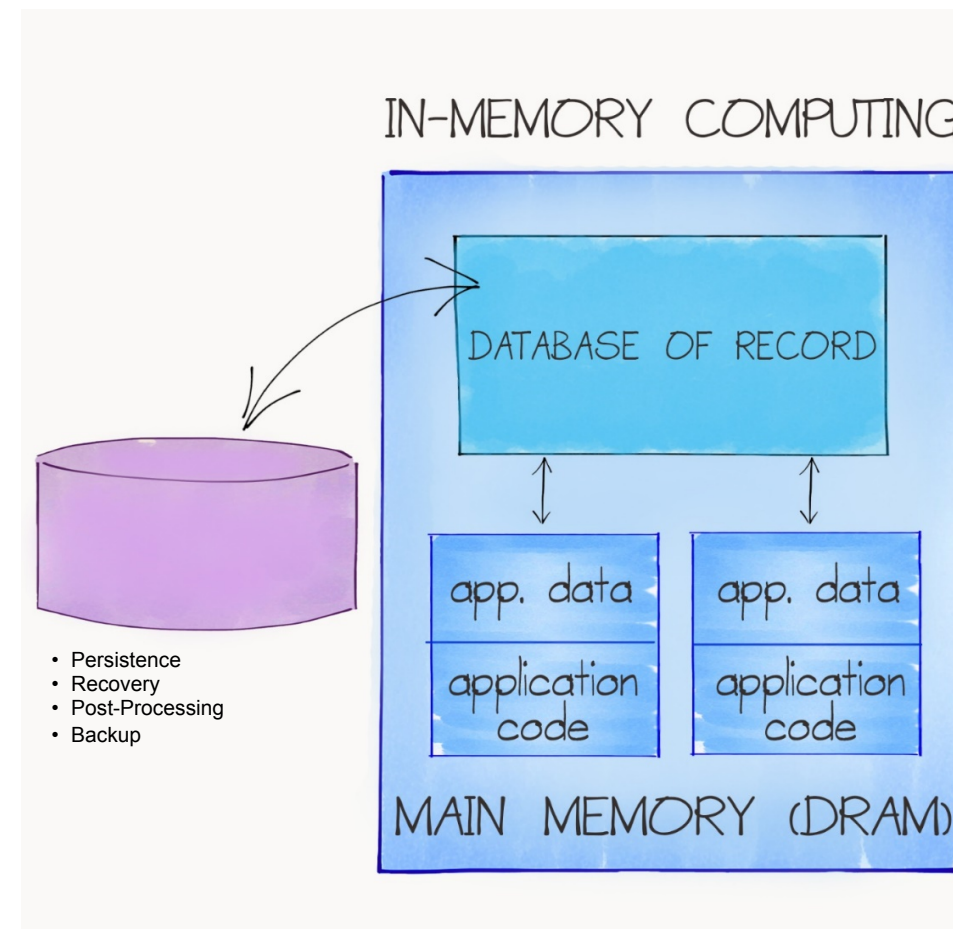 IN-MEMORY COMPUTING
DATABASE OF RECORD
app. data
application
code
app. data
application
code
MAIN MEMORY (DRAM)
• Persistence
• Recovery
• Post-Processing
• Backup